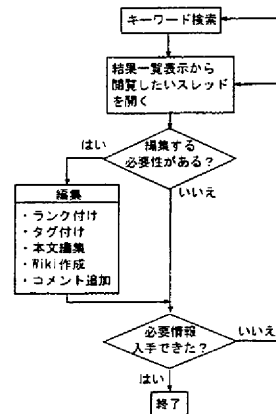 キーワード検索
結果一覧表示から
閲覧したいスレッド
を開く
はい
編集する
必要性がある?
いいえ
編集
・ランク付け
・タグ付け
・本文編集
・Wiki作成
・コメント追加
必要情報
入手できた?
いいえ
はい
終了